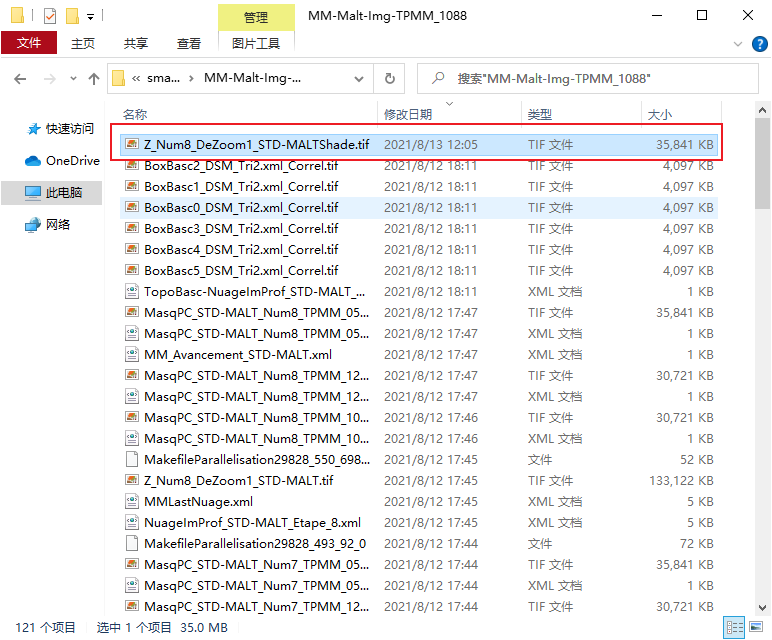 管理 MM-Malt-Img-TPMM_1088
文件 主页 共享 查看 图片工具
« sma... › MM-Malt-Img-... 搜索"MM-Malt-Img-TPMM_1088"
名称 修改日期 类型 大小
快速访问
OneDrive
此电脑
网络
Z_Num8_DeZoom1_STD-MALTShade.tif 2021/8/13 12:05 TIF 文件 35,841 KB
BoxBasc2_DSM_Tri2.xml_Correl.tif 2021/8/12 18:11 TIF 文件 4,097 KB
BoxBasc1_DSM_Tri2.xml_Correl.tif 2021/8/12 18:11 TIF 文件 4,097 KB
BoxBasc0_DSM_Tri2.xml_Correl.tif 2021/8/12 18:11 TIF 文件 4,097 KB
BoxBasc3_DSM_Tri2.xml_Correl.tif 2021/8/12 18:11 TIF 文件 4,097 KB
BoxBasc4_DSM_Tri2.xml_Correl.tif 2021/8/12 18:11 TIF 文件 4,097 KB
BoxBasc5_DSM_Tri2.xml_Correl.tif 2021/8/12 18:11 TIF 文件 4,097 KB
TopoBasc-NuageImProf_STD-MALT_... 2021/8/12 18:11 XML 文档 1 KB
MasqPC_STD-MALT_Num8_TPMM_05... 2021/8/12 17:47 TIF 文件 35,841 KB
MasqPC_STD-MALT_Num8_TPMM_05... 2021/8/12 17:47 XML 文档 1 KB
MM_Avancement_STD-MALT.xml 2021/8/12 17:47 XML 文档 1 KB
MasqPC_STD-MALT_Num8_TPMM_12... 2021/8/12 17:47 TIF 文件 30,721 KB
MasqPC_STD-MALT_Num8_TPMM_12... 2021/8/12 17:47 XML 文档 1 KB
MasqPC_STD-MALT_Num8_TPMM_10... 2021/8/12 17:46 TIF 文件 30,721 KB
MasqPC_STD-MALT_Num8_TPMM_10... 2021/8/12 17:46 XML 文档 1 KB
MakefileParallelisation29828_550_698... 2021/8/12 17:45 文件 52 KB
Z_Num8_DeZoom1_STD-MALT.tif 2021/8/12 17:45 TIF 文件 133,122 KB
MMLastNuage.xml 2021/8/12 17:45 XML 文档 5 KB
NuageImProf_STD-MALT_Etape_8.xml 2021/8/12 17:45 XML 文档 5 KB
MakefileParallelisation29828_493_92_0 2021/8/12 17:44 文件 72 KB
MasqPC_STD-MALT_Num7_TPMM_05... 2021/8/12 17:44 TIF 文件 35,841 KB
MasqPC_STD-MALT_Num7_TPMM_05... 2021/8/12 17:44 XML 文档 1 KB
MasqPC_STD-MALT_Num7_TPMM_12... 2021/8/12 17:44 TIF 文件 30,721 KB
121 个项目 选中 1 个项目 35.0 MB